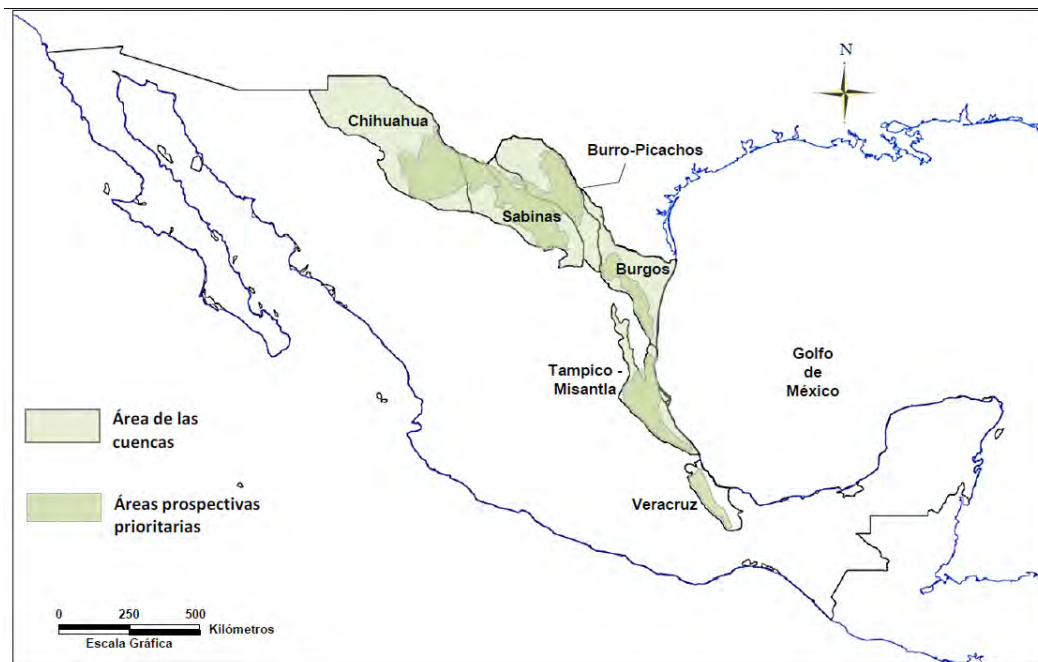 N
Chihuahua
Burro-Picachos
Sabinas
Burgos
Golfo
de
México
Tampico -
Misantla
Área de las
cuencas
Áreas prospectivas
prioritarias
Veracruz
0 250 500
Kilómetros
Escala Gráfica